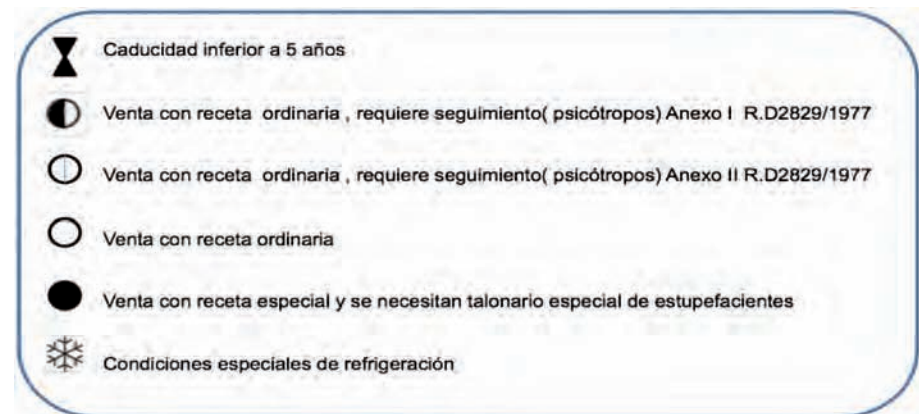 Caducidad inferior a 5 años
Venta con receta ordinaria , requiere seguimiento( psicótropos) Anexo I R.D2829/1977
Venta con receta ordinaria , requiere seguimiento( psicótropos) Anexo II R.D2829/1977
Venta con receta ordinaria
Venta con receta especial y se necesitan talonario especial de estupefacientes
Condiciones especiales de refrigeración